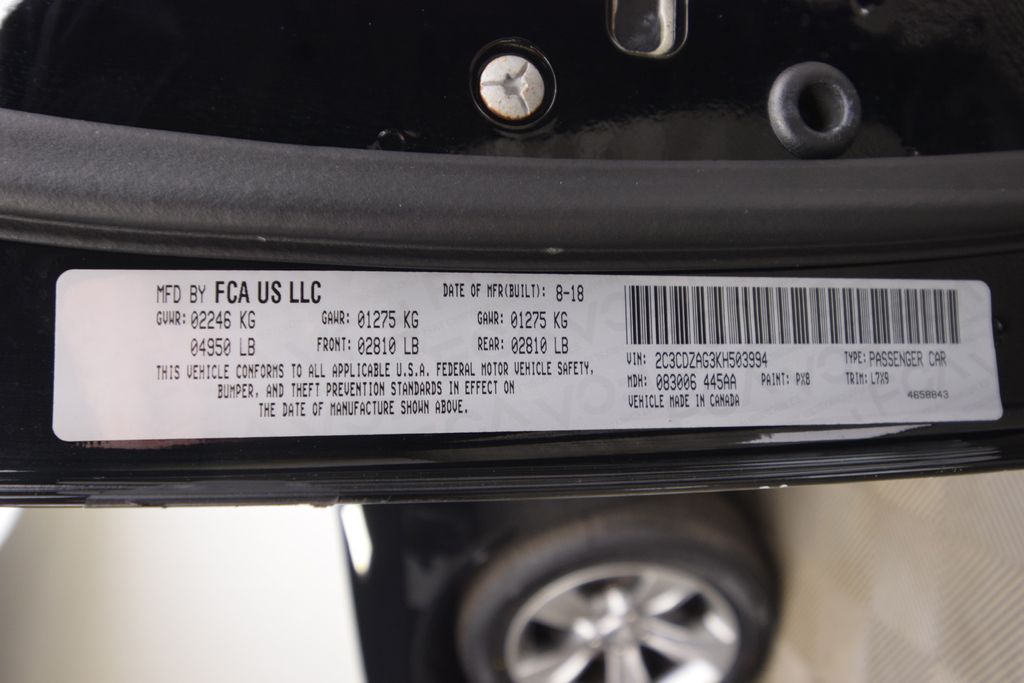 MFD BY FCA US LLC DATE OF MFR(BUILT): 8-18
GVWR: 02246 KG GAWR: 01275 KG GAWR: 01275 KG
04950 LB FRONT: 02810 LB REAR: 02810 LB
THIS VEHICLE CONFORMS TO ALL APPLICABLE U.S.A. FEDERAL MOTOR VEHICLE SAFETY,
BUMPER, AND THEFT PREVENTION STANDARDS IN EFFECT ON
THE DATE OF MANUFACTURE SHOWN ABOVE.
VIN: 2C3CDZAG3KH503994 TYPE: PASSENGER CAR
MDH: 083006 445AA PAINT: PX8 TRIM: L7X9
VEHICLE MADE IN CANADA 4658843